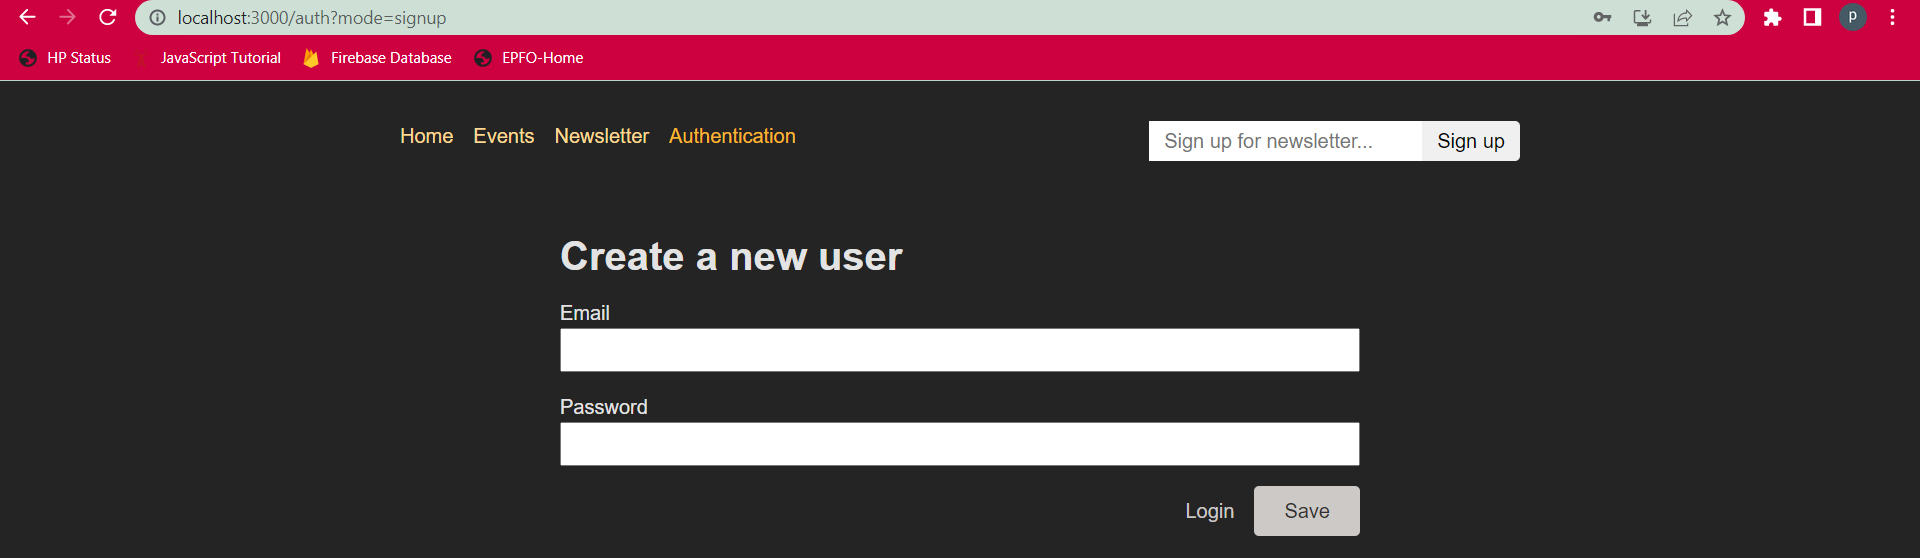 localhost:3000/auth?mode=signup
p
HP Status JavaScript Tutorial Firebase Database EPFO-Home
Home Events Newsletter Authentication
Sign up for newsletter... Sign up
Create a new user
Email
Password
Login Save